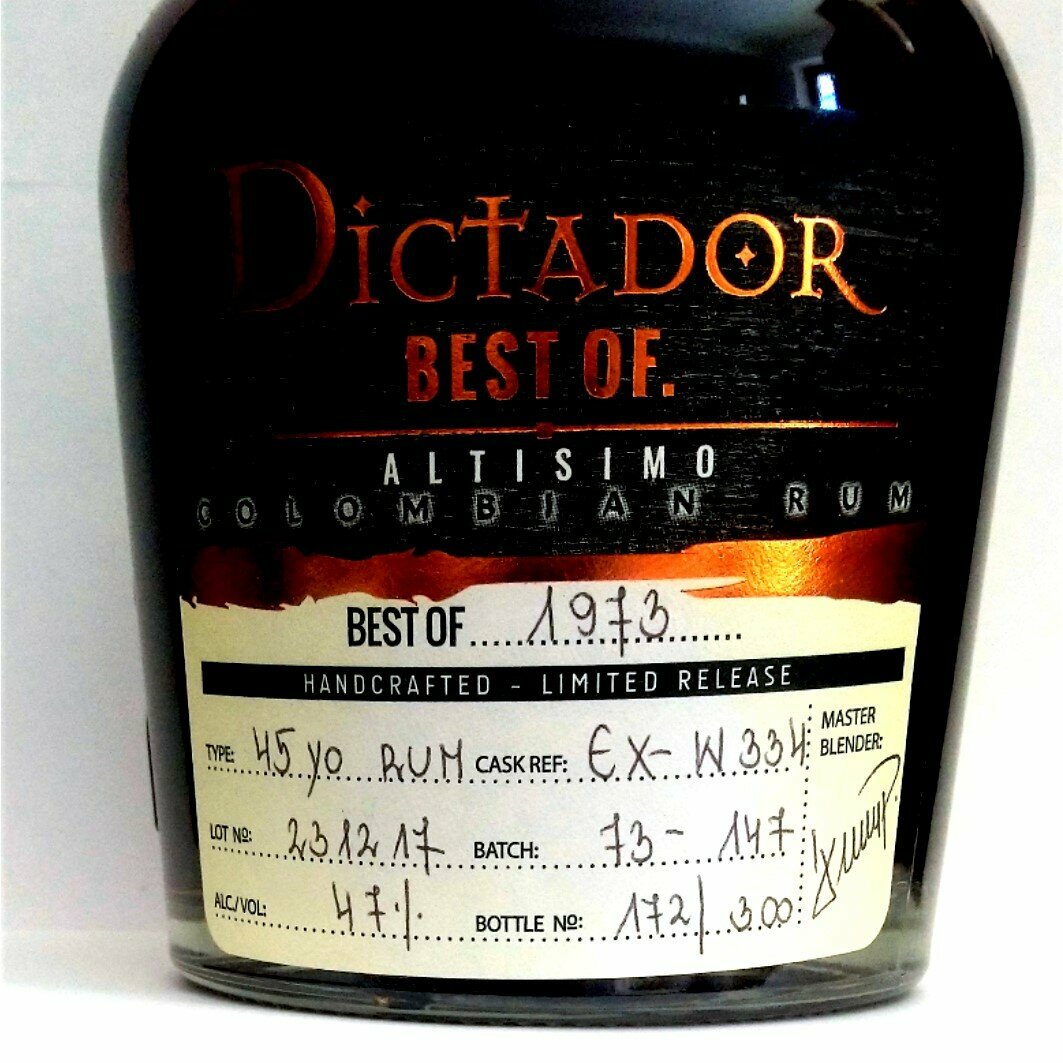 DICTADOR
BEST OF.
ALTISIMO
COLOMBIAN RUM
BEST OF ..... 1973
HANDCRAFTED - LIMITED RELEASE
TYPE: 45 yo RUM CASK REF: EX- W334
MASTER BLENDER:
LOT Nº: 231217 BATCH: 73- 147
ALC./VOL: 47% BOTTLE Nº: 172/300